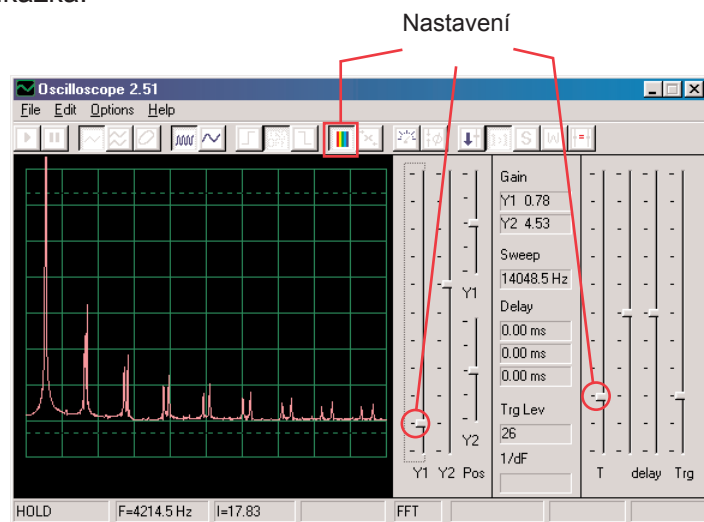 Nastavení
Oscilloscope 2.51
File Edit Options Help
Gain
Y1 0.78
Y2 4.53
Sweep
14048.5 Hz
Delay
0.00 ms
0.00 ms
0.00 ms
Trg Lev
26
1/dF
Y1
Y2
Y1 Y2 Pos
T delay Trg
HOLD F=4214.5 Hz I=17.83 FFT